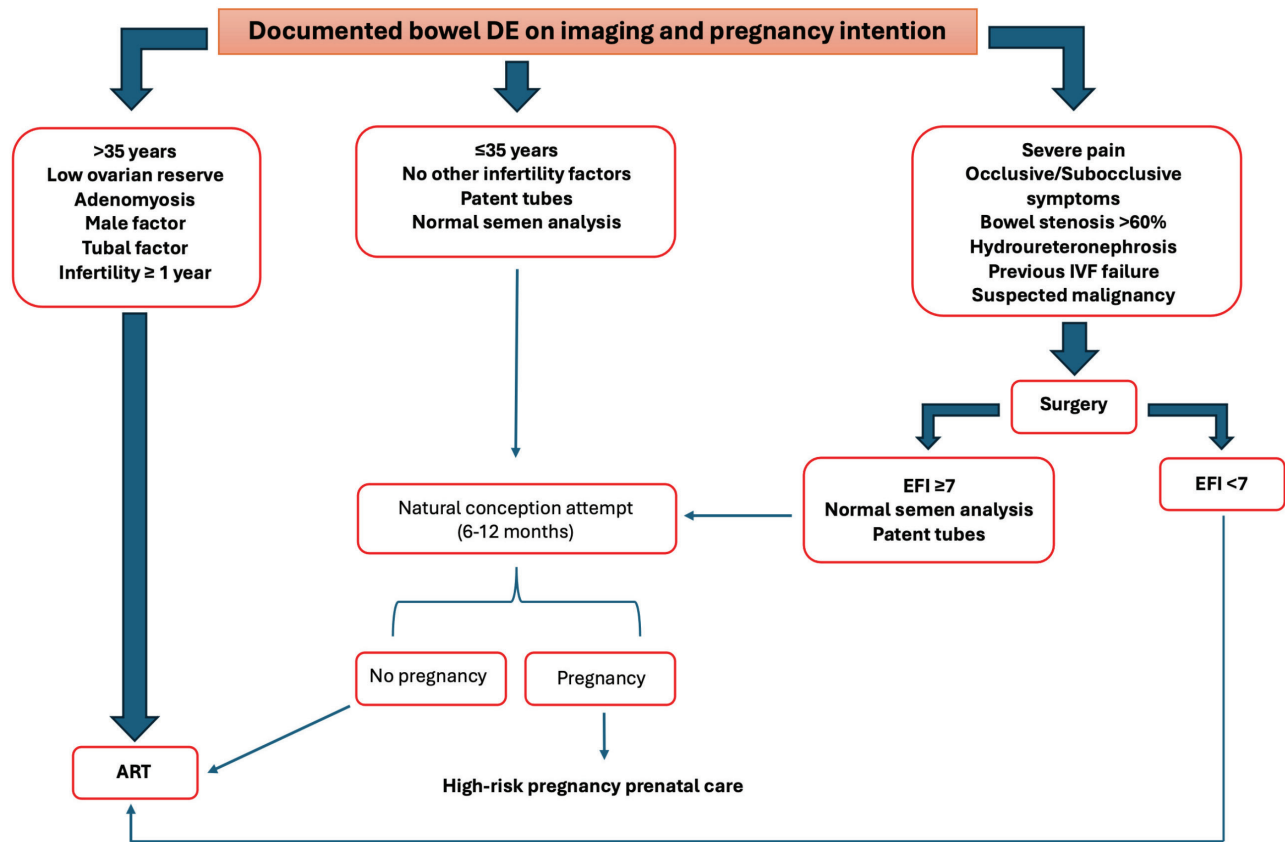 Documented bowel DE on imaging and pregnancy intention
>35 years
Low ovarian reserve
Adenomyosis
Male factor
Tubal factor
Infertility ≥ 1 year
≤35 years
No other infertility factors
Patent tubes
Normal semen analysis
Severe pain
Occlusive/Subocclusive
symptoms
Bowel stenosis >60%
Hydroureteronephrosis
Previous IVF failure
Suspected malignancy
Surgery
EFI ≥7
Normal semen analysis
Patent tubes
EFI <7
Natural conception attempt
(6-12 months)
No pregnancy
Pregnancy
ART
High-risk pregnancy prenatal care